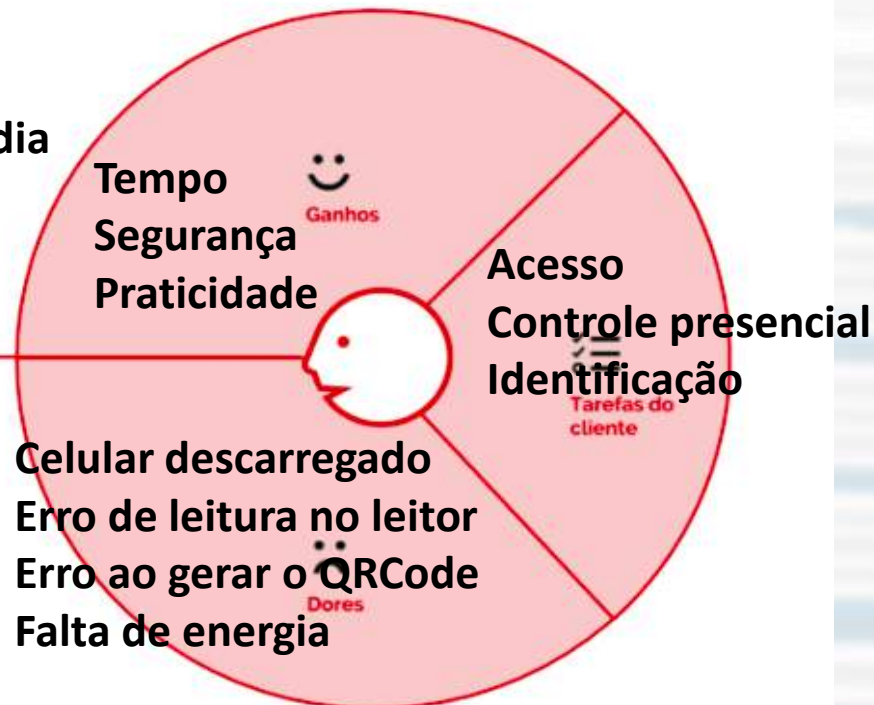 dia
Tempo
Segurança
Praticidade
Ganhos
Acesso
Controle presencial
Identificação
Tarefas do
cliente
Celular descarregado
Erro de leitura no leitor
Erro ao gerar o QRCode
Falta de energia
Dores